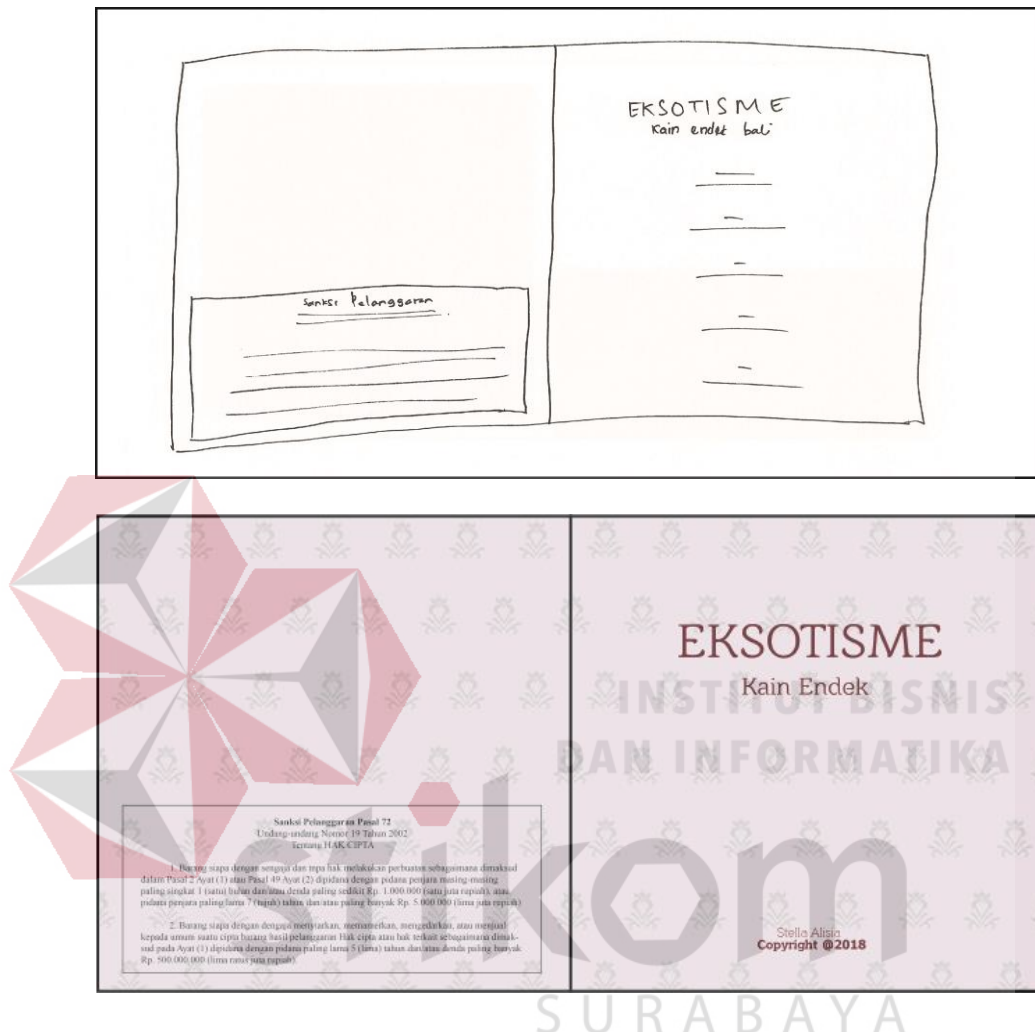 EKSOTISME
Kain endek bali
Sanksi Pelanggaran
EKSOTISME
Kain Endek
INSTITUT BISNIS
DAN INFORMATIKA
stikom
SURABAYA
Sanksi Pelanggaran Pasal 72
Undang-undang Nomor 19 Tahun 2002
Tentang HAK CIPTA
1. Barang siapa dengan sengaja dan tepa hak melakukan perbuatan sebagaimana dimaksud
dalam Pasal 2 Ayat (1) atau Pasal 49 Ayat (2) dipidana dengan pidana penjara masing-masing
paling singkat 1 (satu) bulan dan/atau denda paling sedikit Rp. 1.000.000 (satu juta rupiah), atau
pidana penjara paling lama 7 (tujuh) tahun dan/atau paling banyak Rp. 5.000.000 (lima juta rupiah)
2. Barang siapa dengan dengaja menyiarkan, memamerkan, mengedarkan, atau menjual
kepada umum suatu cipta barang hasil pelanggaran Hak cipta atau hak terkait sebagaimana dimak-
sud pada Ayat (1) dipidana dengan pidana paling lama 5 (lima) tahun dan/atau denda paling banyak
Rp. 500.000.000 (lima ratus juta rupiah).
Stella Alisia
Copyright @2018